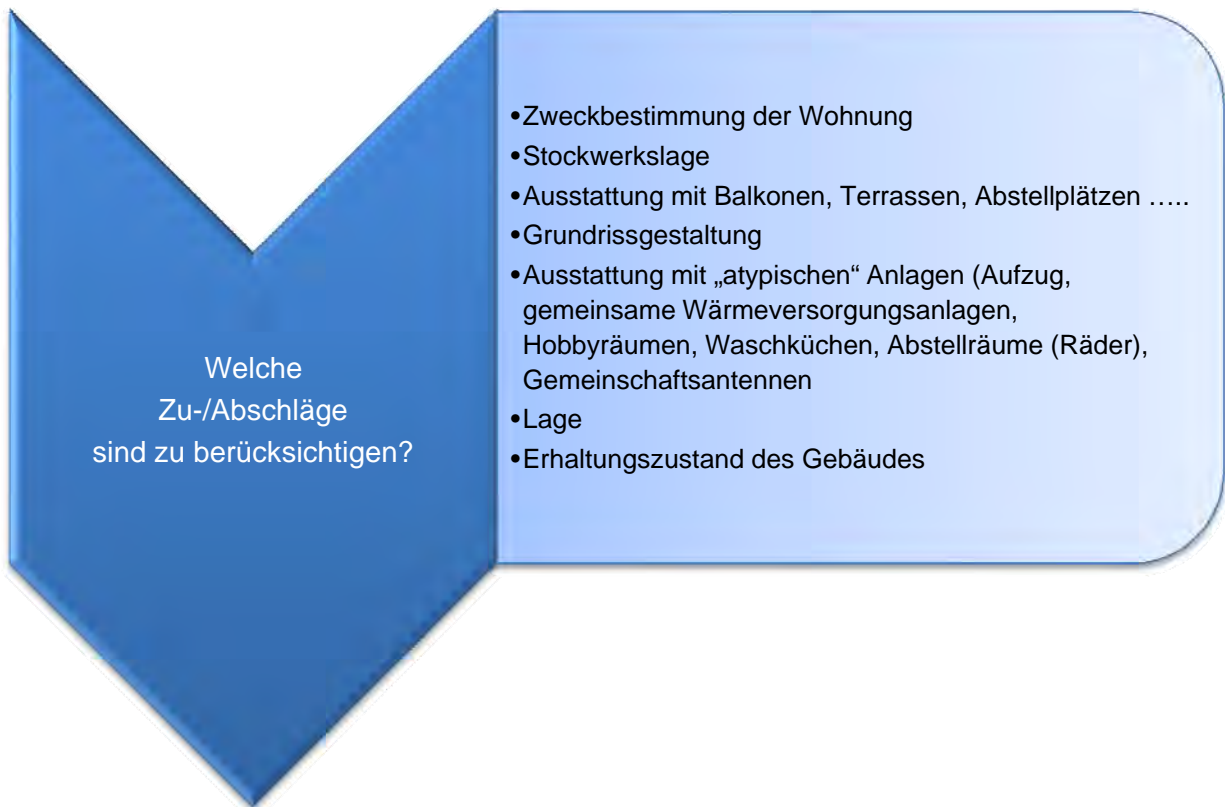 Welche
Zu-/Abschläge
sind zu berücksichtigen?
•Zweckbestimmung der Wohnung
•Stockwerkslage
•Ausstattung mit Balkonen, Terrassen, Abstellplätzen …..
•Grundrissgestaltung
•Ausstattung mit „atypischen“ Anlagen (Aufzug,
gemeinsame Wärmeversorgungsanlagen,
Hobbyräumen, Waschküchen, Abstellräume (Räder),
Gemeinschaftsantennen
•Lage
•Erhaltungszustand des Gebäudes